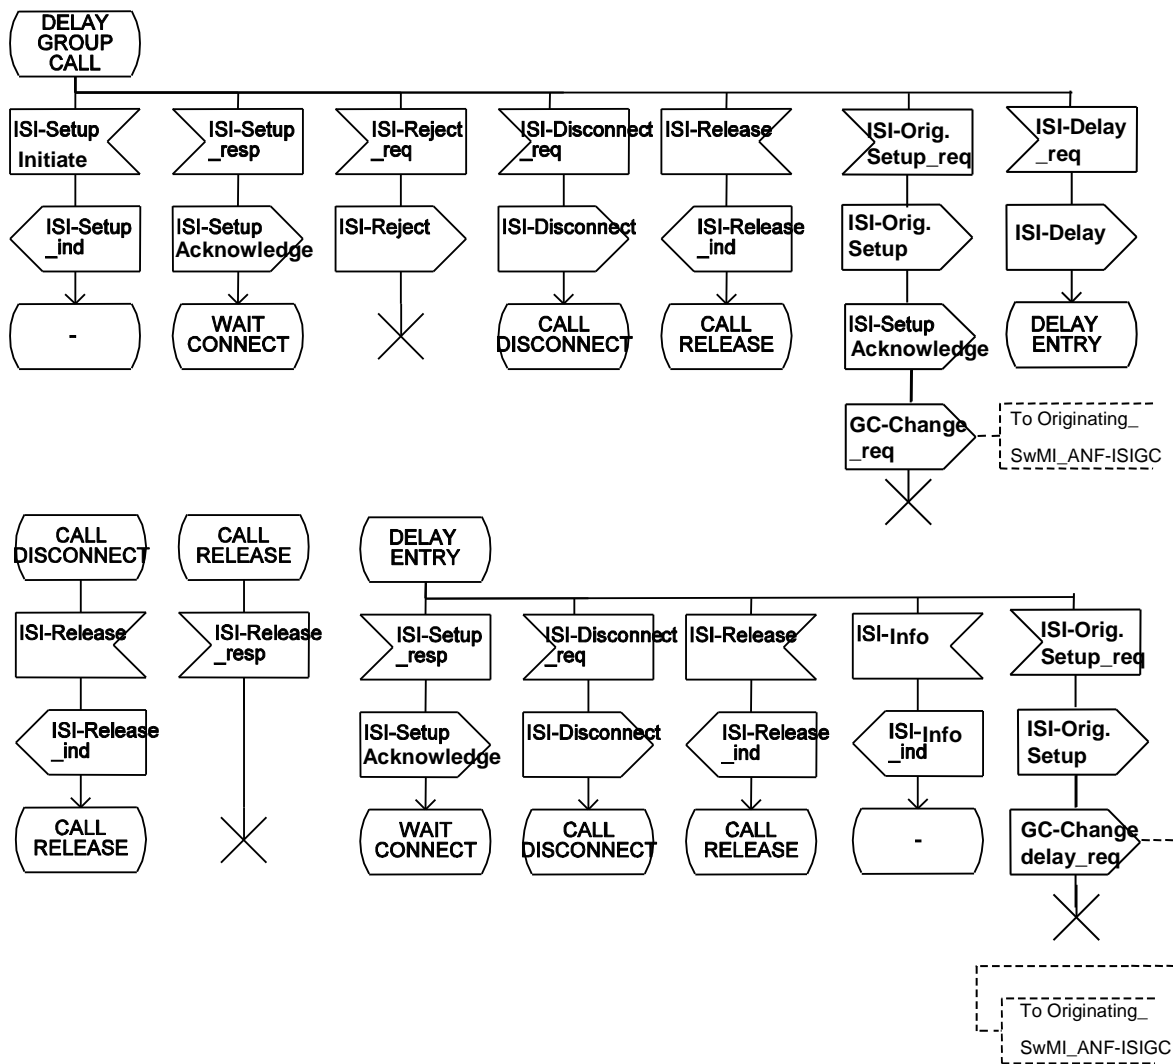 DELAY
GROUP
CALL
ISI-Setup
Initiate
ISI-Setup
_resp
ISI-Reject
_req
ISI-Disconnect
_req
ISI-Release
ISI-Orig.
Setup_req
ISI-Delay
_req
ISI-Setup
_ind
ISI-Setup
Acknowledge
ISI-Reject
ISI-Disconnect
ISI-Release
_ind
ISI-Orig.
Setup
ISI-Delay
-
WAIT
CONNECT
CALL
DISCONNECT
CALL
RELEASE
ISI-Setup
Acknowledge
DELAY
ENTRY
GC-Change
_req
To Originating_
SwMI_ANF-ISIGC
CALL
DISCONNECT
CALL
RELEASE
DELAY
ENTRY
ISI-Release
ISI-Release
_resp
ISI-Setup
_resp
ISI-Disconnect
_req
ISI-Release
ISI-Info
ISI-Orig.
Setup_req
ISI-Release
_ind
ISI-Setup
Acknowledge
ISI-Disconnect
ISI-Release
_ind
ISI-Info
_ind
ISI-Orig.
Setup
CALL
RELEASE
WAIT
CONNECT
CALL
DISCONNECT
CALL
RELEASE
-
GC-Change
delay_req
To Originating_
SwMI_ANF-ISIGC